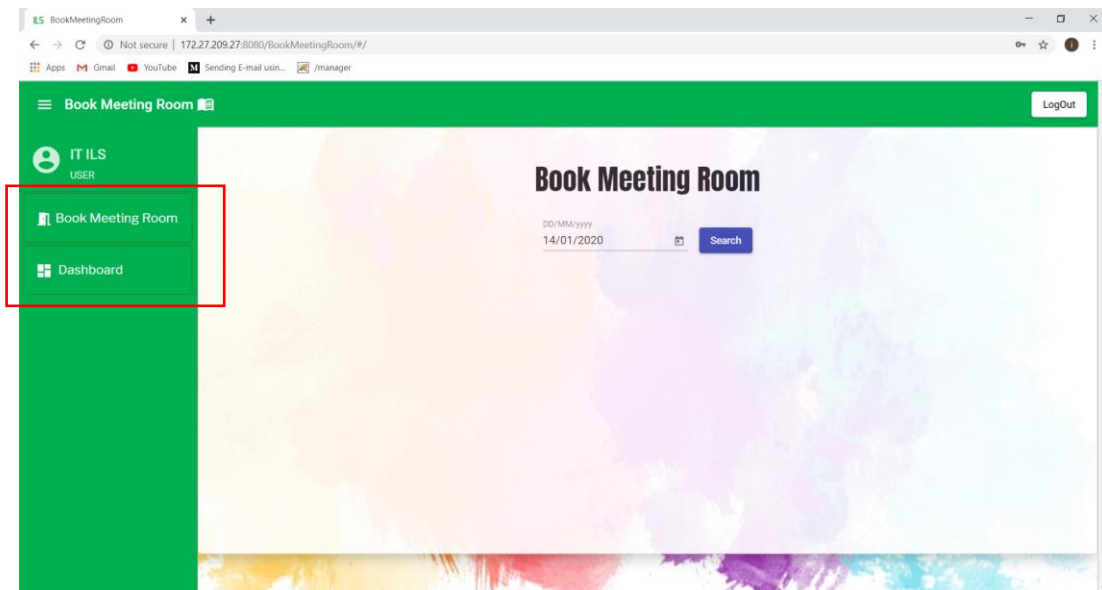 ILS BookMeetingRoom
Not secure | 172.27.209.27:8080/BookMeetingRoom/#/
Apps M Gmail YouTube M Sending E-mail usin... /manager
Book Meeting Room LogOut
IT ILS
USER
Book Meeting Room
Dashboard
Book Meeting Room
DD/MM/yyyy
14/01/2020 Search